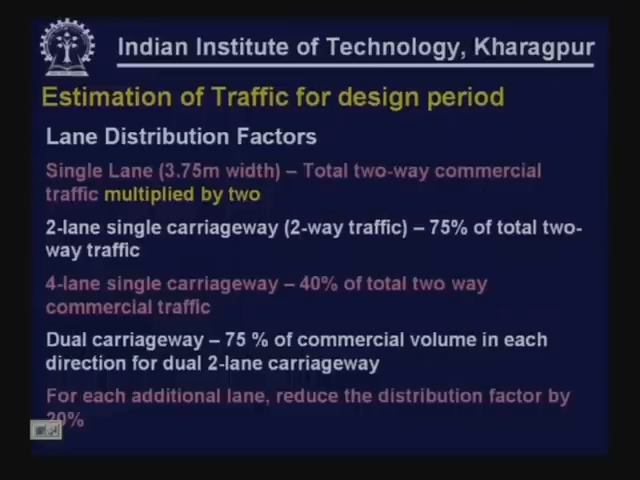 Indian Institute of Technology, Kharagpur
Estimation of Traffic for design period
Lane Distribution Factors
Single Lane (3.75m width) – Total two-way commercial
traffic multiplied by two
2-lane single carriageway (2-way traffic) – 75% of total two-
way traffic
4-lane single carriageway – 40% of total two way
commercial traffic
Dual carriageway – 75 % of commercial volume in each
direction for dual 2-lane carriageway
For each additional lane, reduce the distribution factor by
20%